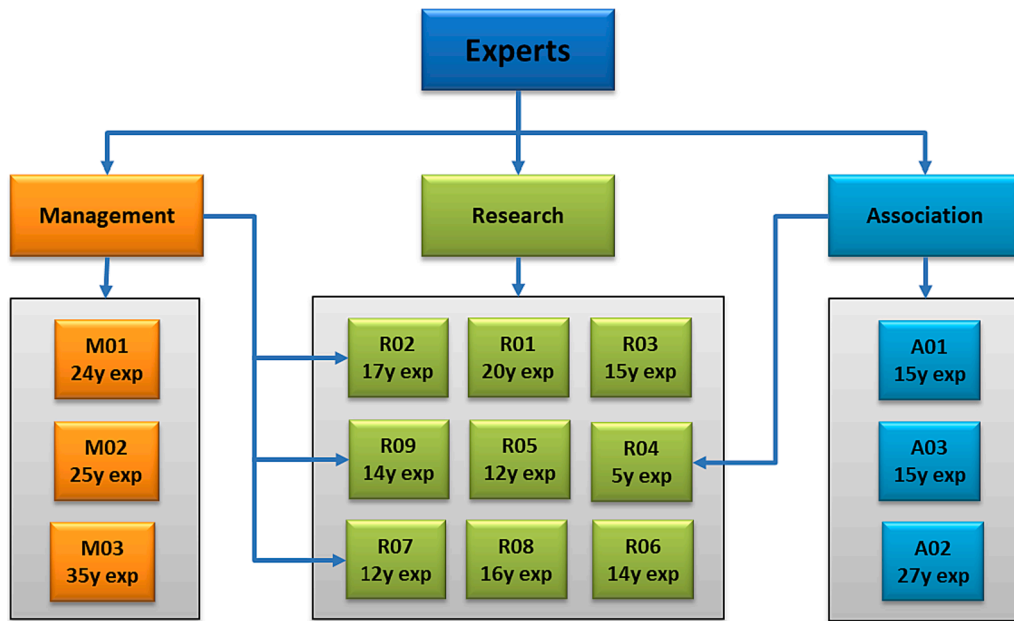 Experts
Management
Research
Association
M01
24y exp
M02
25y exp
M03
35y exp
R02
17y exp
R01
20y exp
R03
15y exp
R09
14y exp
R05
12y exp
R04
5y exp
R07
12y exp
R08
16y exp
R06
14y exp
A01
15y exp
A03
15y exp
A02
27y exp